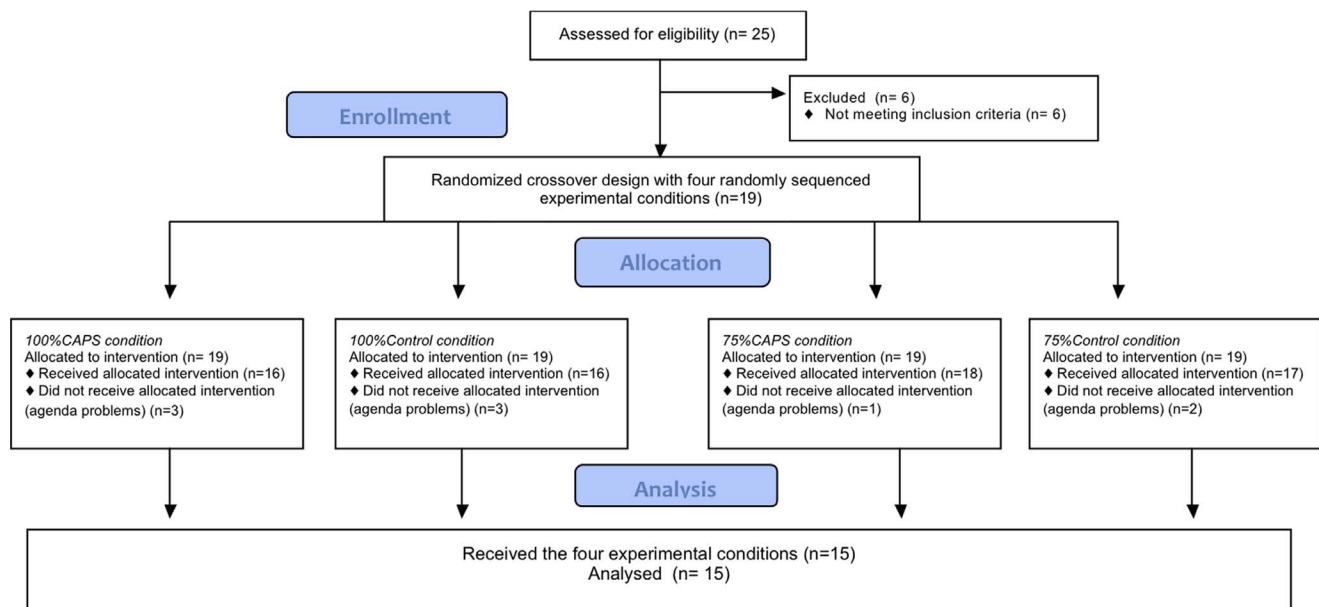 Assessed for eligibility (n= 25)
Enrollment
Excluded (n= 6)
♦ Not meeting inclusion criteria (n= 6)
Randomized crossover design with four randomly sequenced
experimental conditions (n=19)
Allocation
100%CAPS condition
Allocated to intervention (n= 19)
♦ Received allocated intervention (n=16)
♦ Did not receive allocated intervention
(agenda problems) (n=3)
100%Control condition
Allocated to intervention (n= 19)
♦ Received allocated intervention (n=16)
♦ Did not receive allocated intervention
(agenda problems) (n=3)
75%CAPS condition
Allocated to intervention (n= 19)
♦ Received allocated intervention (n=18)
♦ Did not receive allocated intervention
(agenda problems) (n=1)
75%Control condition
Allocated to intervention (n= 19)
♦ Received allocated intervention (n=17)
♦ Did not receive allocated intervention
(agenda problems) (n=2)
Analysis
Received the four experimental conditions (n=15)
Analysed (n= 15)